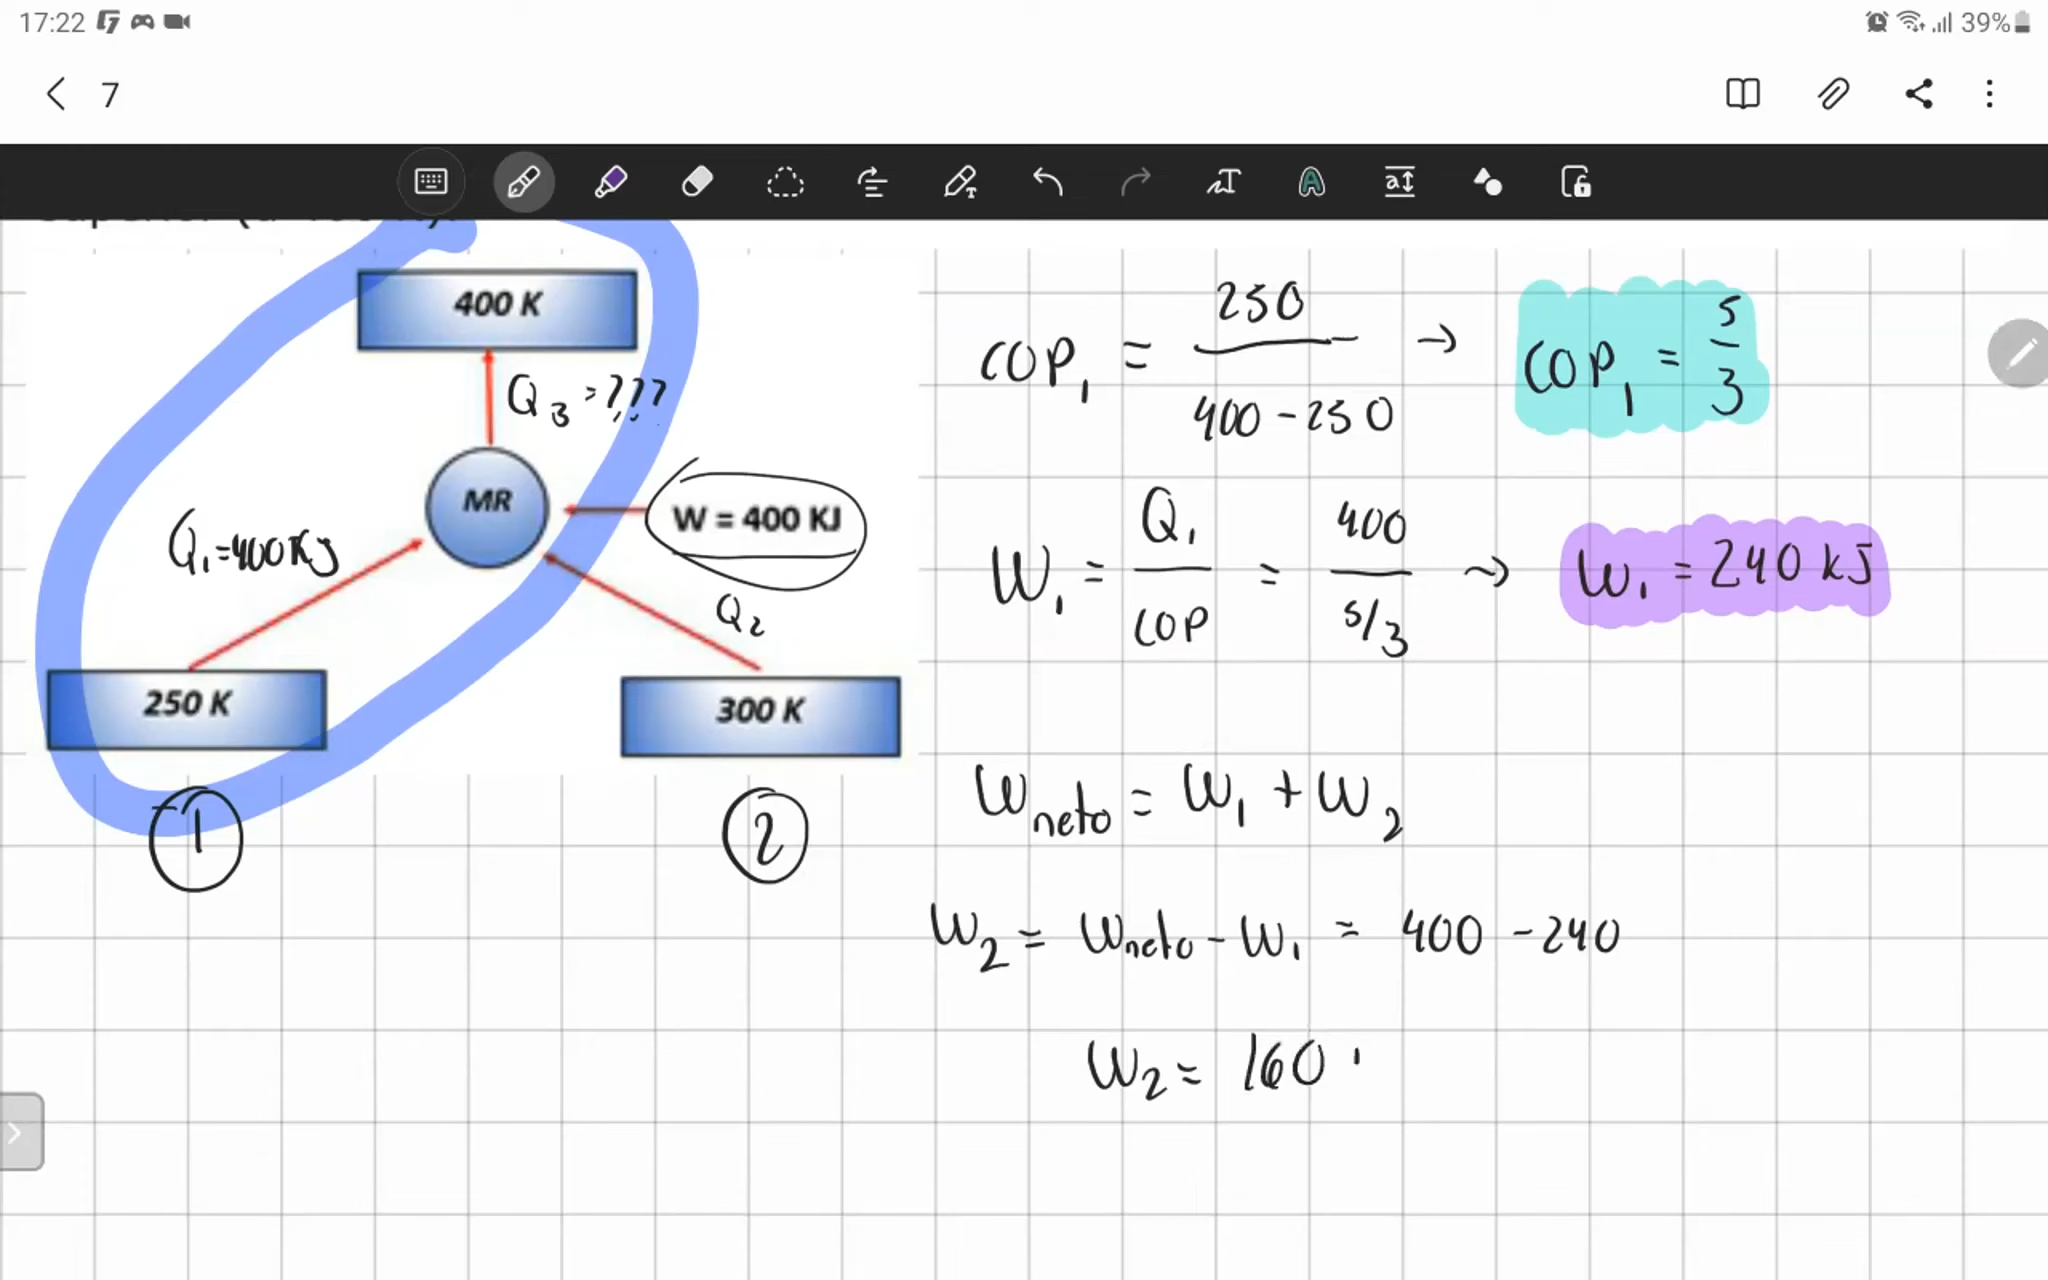 17:22
39%
7
400 K
Q3 = ???
MR
W = 400 KJ
Q1=400KJ
Q2
250 K
300 K
1
2
COP1 = 250 / 400 - 250 → COP1 = 5/3
W1 = Q1 / COP = 400 / 5/3 → W1 = 240 kJ
Wneto = W1 + W2
W2 = Wneto - W1 = 400 - 240
W2 = 160